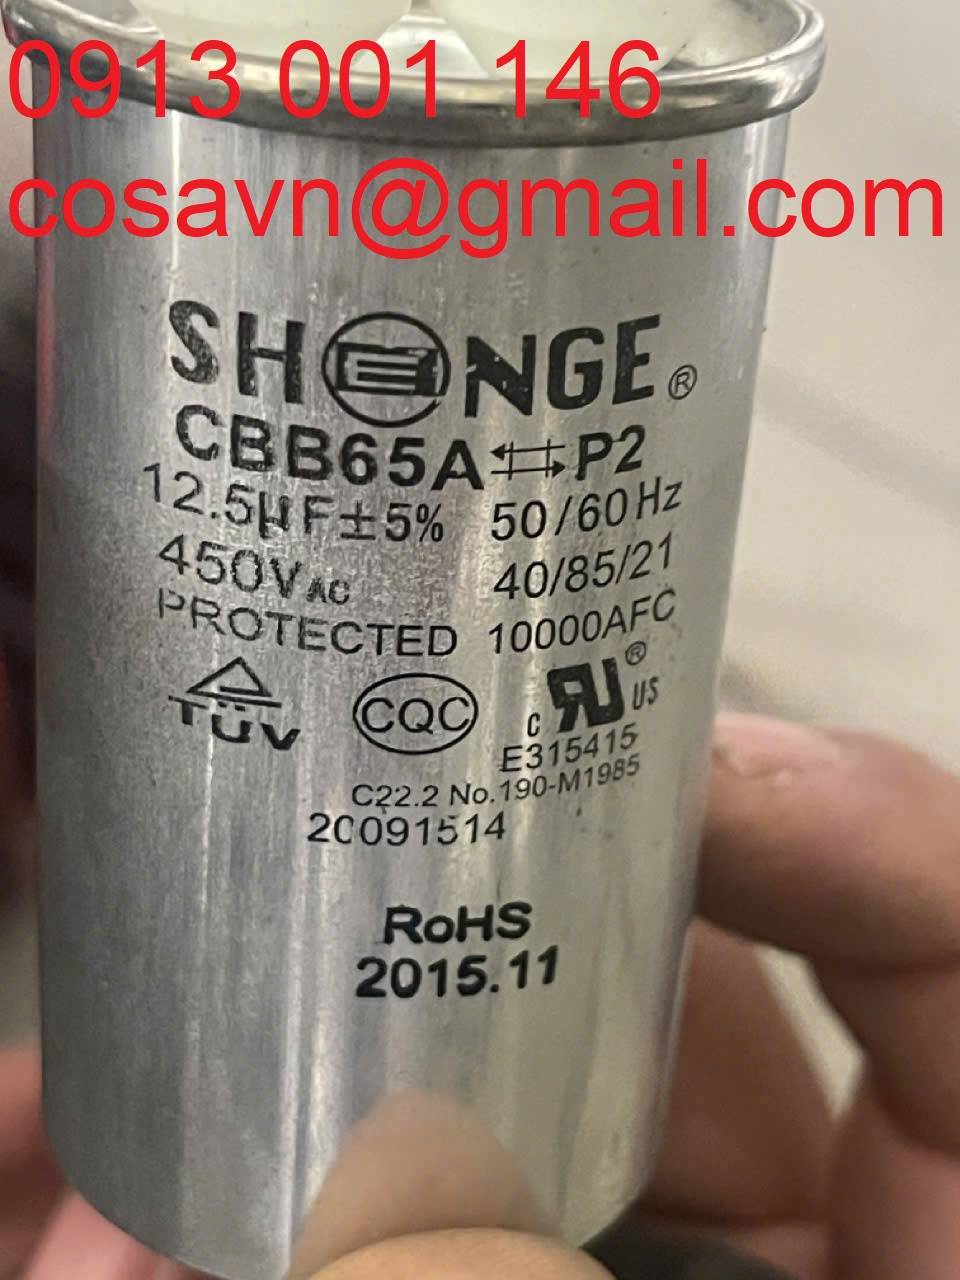 0913 001 146
cosavn@gmail.com
SHENGE®
CBB65A P2
12.5μF±5% 50/60Hz
450VAC 40/85/21
PROTECTED 10000AFC
TÜV CQC c RU ® US
E315415
C22.2 No.190-M1985
20091514
RoHS
2015.11